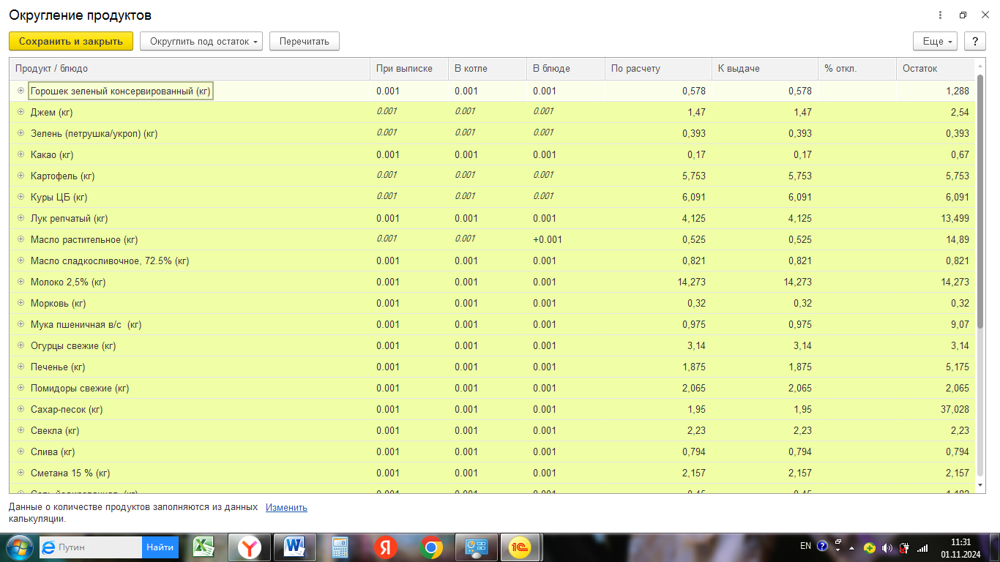 Округление продуктов
Сохранить и закрыть Округлить под остаток Перечитать Еще ?
Продукт / блюдо При выписке В котле В блюде По расчету К выдаче % откл. Остаток
Горошек зеленый консервированный (кг) 0.001 0.001 0.001 0,578 0,578 1,288
Джем (кг) 0.001 0.001 0.001 1,47 1,47 2,54
Зелень (петрушка/укроп) (кг) 0.001 0.001 0.001 0,393 0,393 0,393
Какао (кг) 0.001 0.001 0.001 0,17 0,17 0,67
Картофель (кг) 0.001 0.001 0.001 5,753 5,753 5,753
Куры ЦБ (кг) 0.001 0.001 0.001 6,091 6,091 6,091
Лук репчатый (кг) 0.001 0.001 0.001 4,125 4,125 13,499
Масло растительное (кг) 0.001 0.001 +0.001 0,525 0,525 14,89
Масло сладкосливочное, 72.5% (кг) 0.001 0.001 0.001 0,821 0,821 0,821
Молоко 2,5% (кг) 0.001 0.001 0.001 14,273 14,273 14,273
Морковь (кг) 0.001 0.001 0.001 0,32 0,32 0,32
Мука пшеничная в/с (кг) 0.001 0.001 0.001 0,975 0,975 9,07
Огурцы свежие (кг) 0.001 0.001 0.001 3,14 3,14 3,14
Печенье (кг) 0.001 0.001 0.001 1,875 1,875 5,175
Помидоры свежие (кг) 0.001 0.001 0.001 2,065 2,065 2,065
Сахар-песок (кг) 0.001 0.001 0.001 1,95 1,95 37,028
Свекла (кг) 0.001 0.001 0.001 2,23 2,23 2,23
Слива (кг) 0.001 0.001 0.001 0,794 0,794 0,794
Сметана 15 % (кг) 0.001 0.001 0.001 2,157 2,157 2,157
Данные о количестве продуктов заполняются из данных Изменить
калькуляции.
Путин Найти EN 11:31
01.11.2024